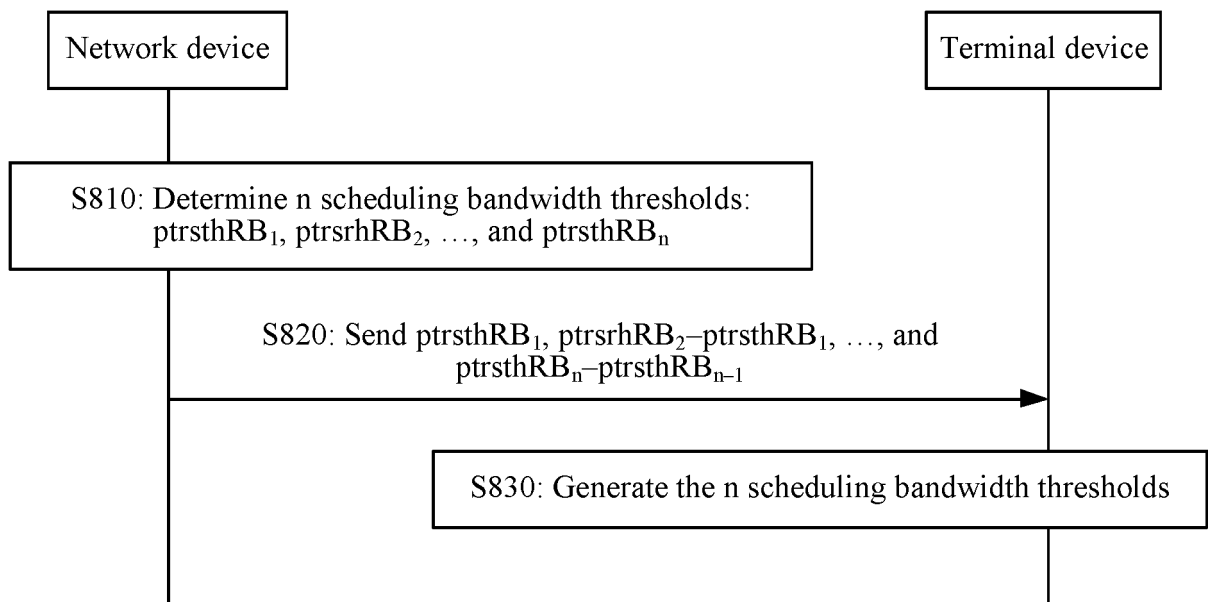 Network device
Terminal device
S810: Determine n scheduling bandwidth thresholds:
ptrsthRB₁, ptrsrhRB₂, …, and ptrsthRBₙ
S820: Send ptrsthRB₁, ptrsrhRB₂–ptrsthRB₁, …, and
ptrsthRBₙ–ptrsthRBₙ₋₁
S830: Generate the n scheduling bandwidth thresholds